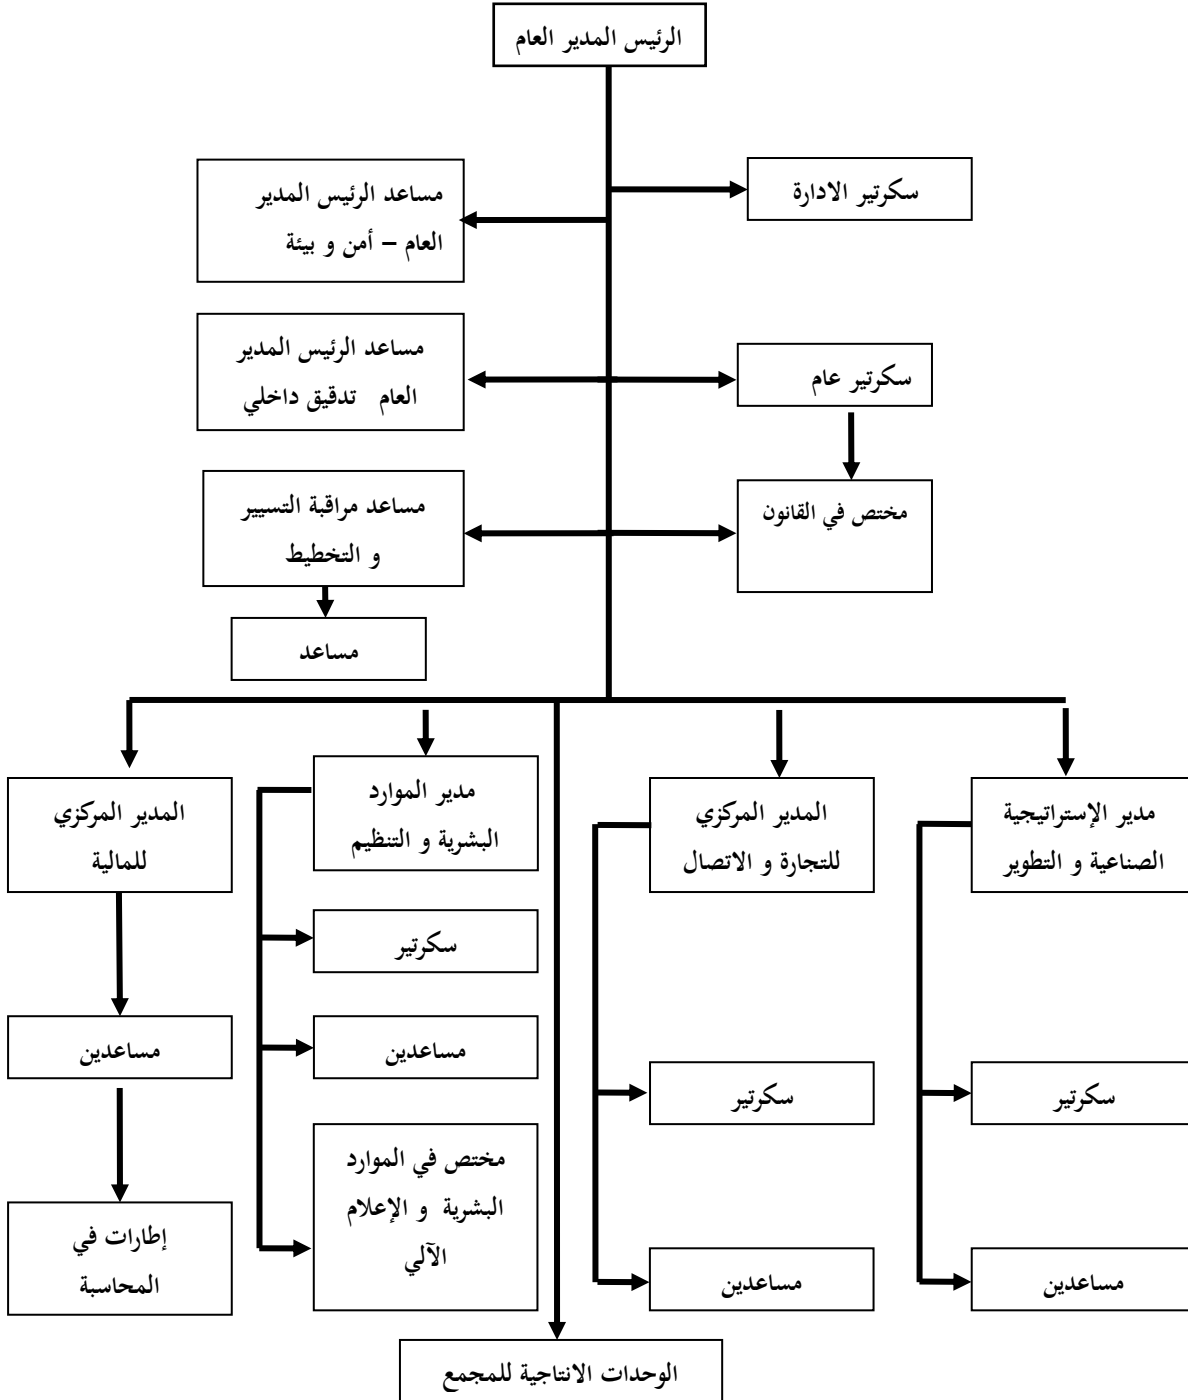 الرئيس المدير العام
سكرتير الادارة
مساعد الرئيس المدير
العام – أمن و بيئة
مساعد الرئيس المدير
العام تدقيق داخلي
سكرتير عام
مساعد مراقبة التسيير
و التخطيط
مختص في القانون
مساعد
مدير الإستراتيجية
الصناعية و التطوير
المدير المركزي
للتجارة و الاتصال
مدير الموارد
البشرية و التنظيم
المدير المركزي
للمالية
سكرتير
مساعدين
مساعدين
سكرتير
سكرتير
مختص في الموارد
البشرية و الإعلام
الآلي
إطارات في
المحاسبة
مساعدين
مساعدين
الوحدات الانتاجية للمجمع